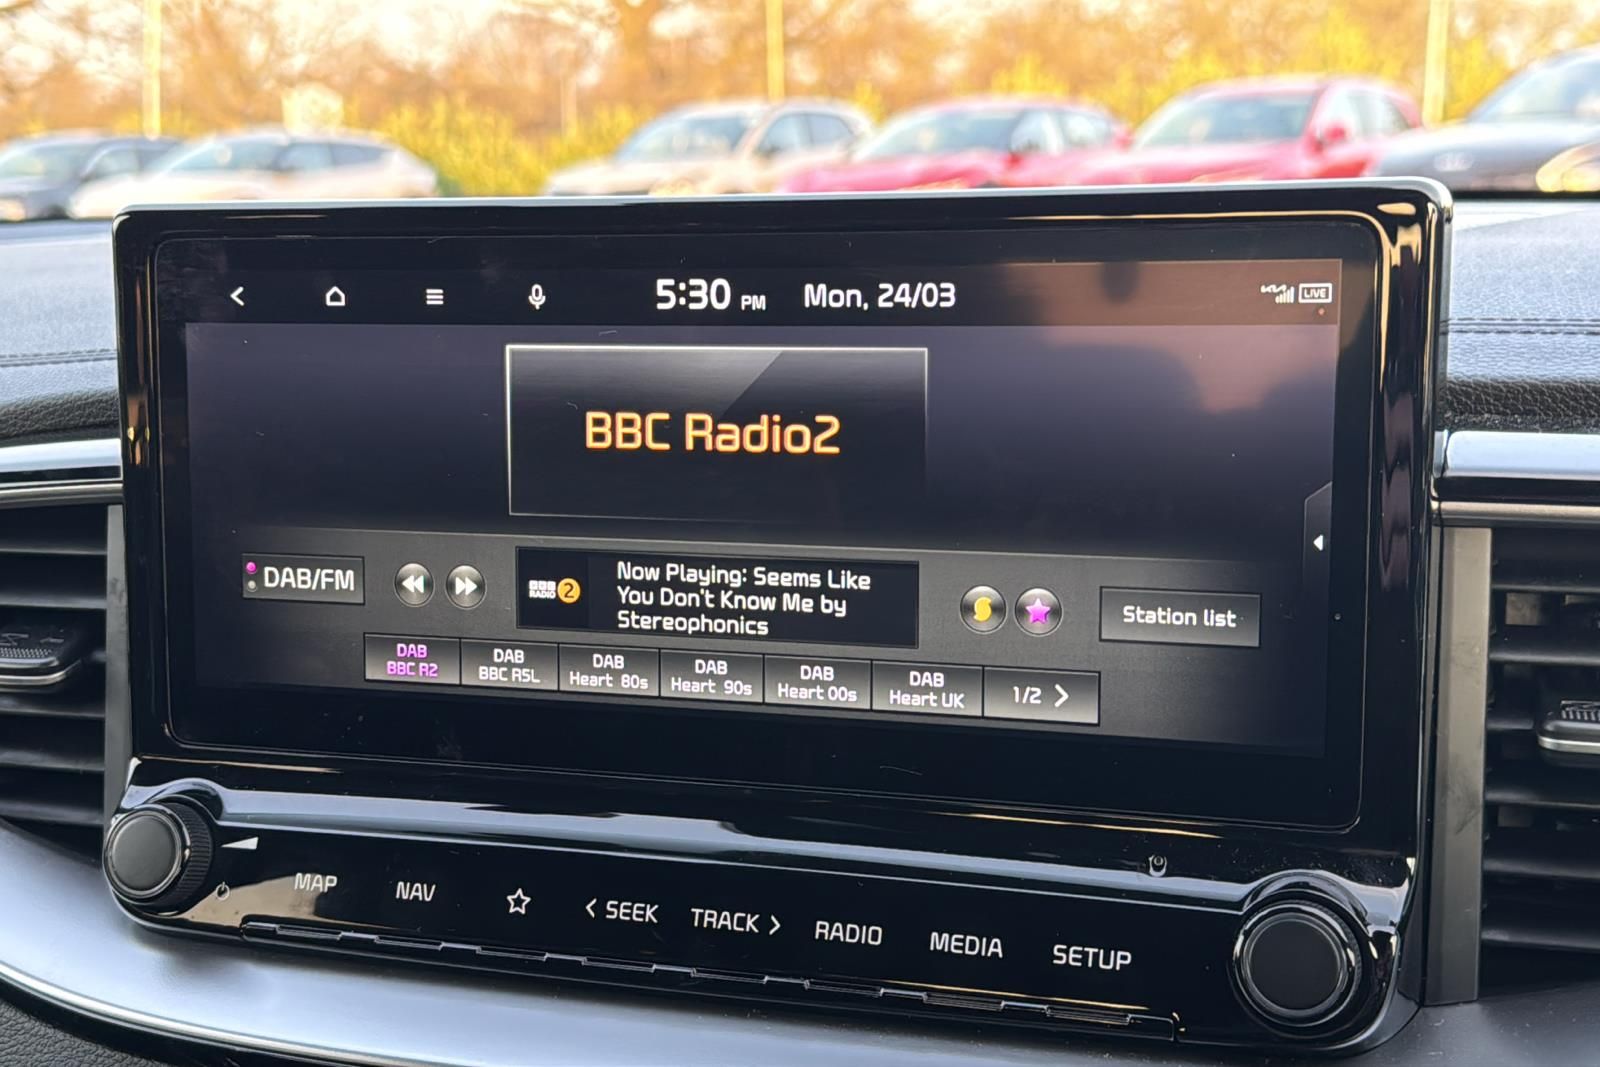 5:30 PM Mon, 24/03
KIA LIVE
BBC Radio2
DAB/FM
BBC RADIO 2
Now Playing: Seems Like
You Don't Know Me by
Stereophonics
Station list
DAB
BBC R2
DAB
BBC R5L
DAB
Heart 80s
DAB
Heart 90s
DAB
Heart 00s
DAB
Heart UK
1/2 >
MAP
NAV
< SEEK
TRACK >
RADIO
MEDIA
SETUP